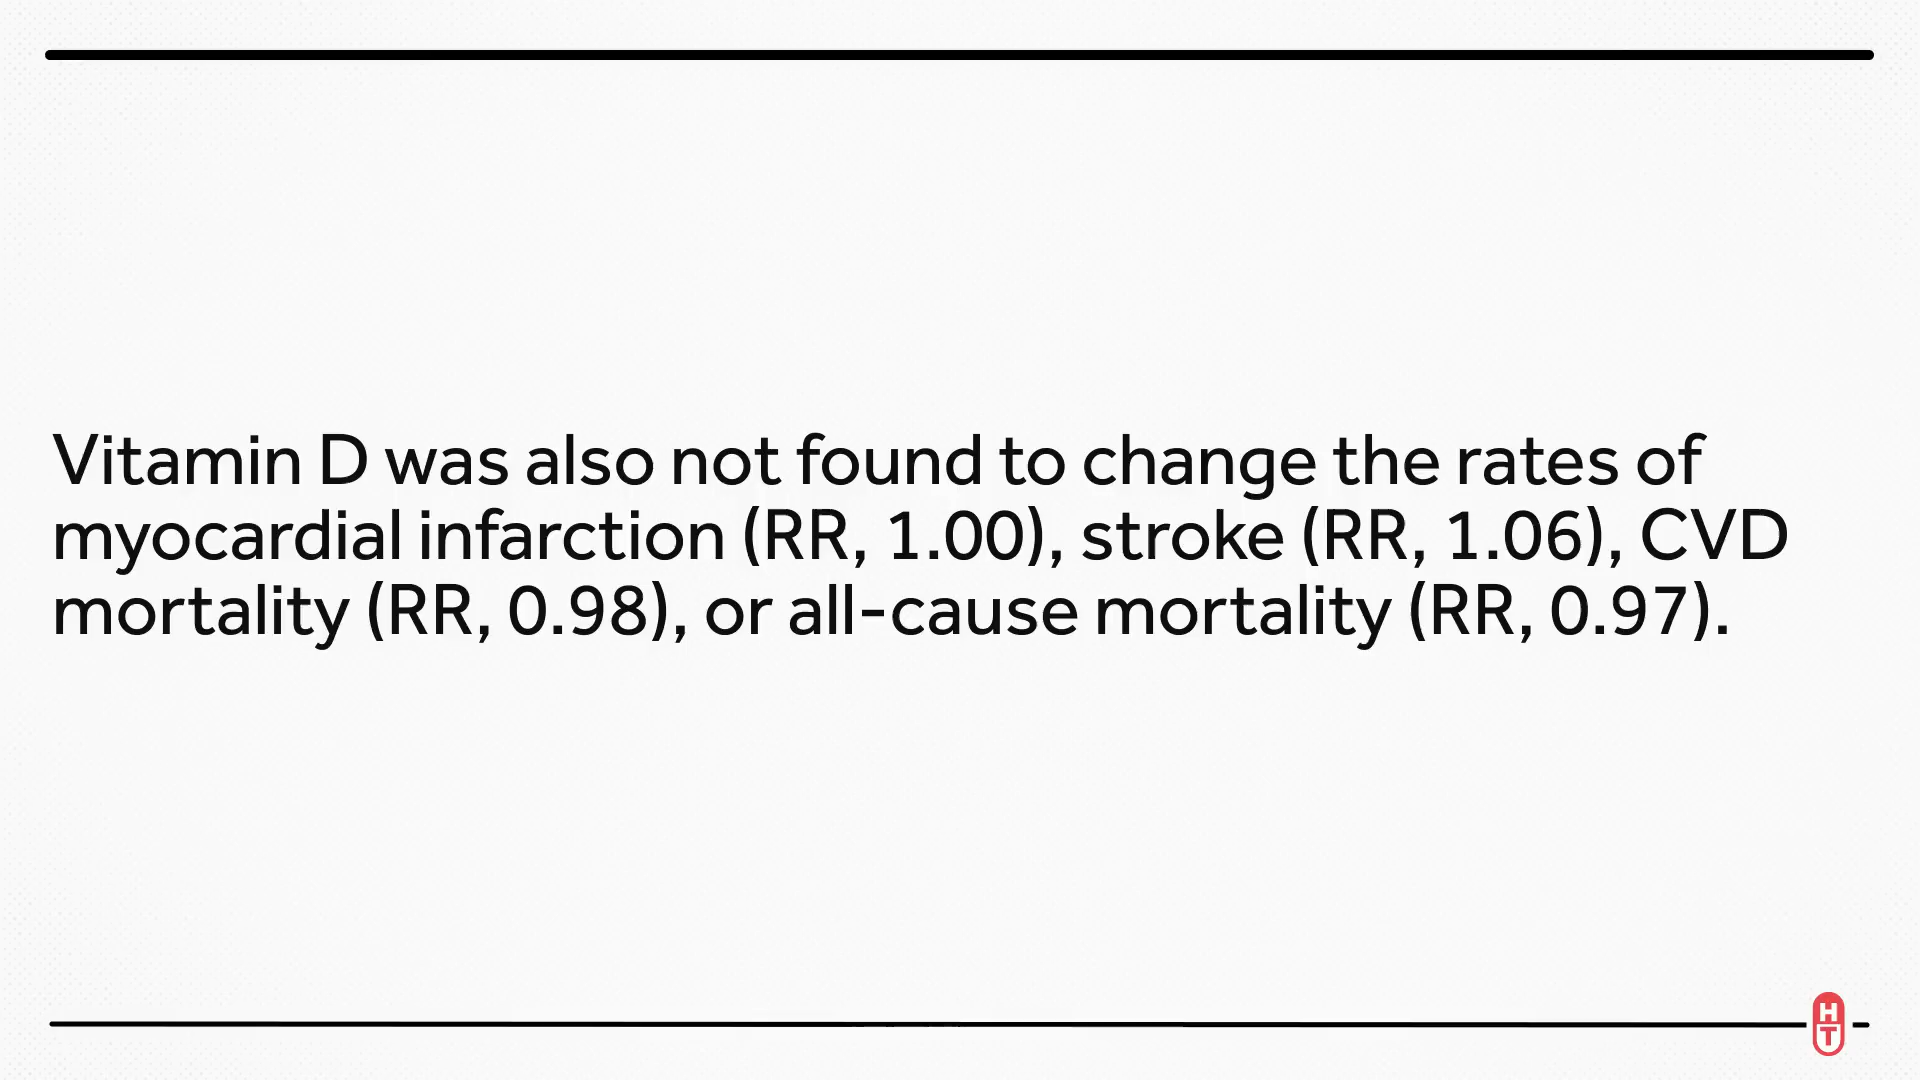 Vitamin D was also not found to change the rates of
myocardial infarction (RR, 1.00), stroke (RR, 1.06), CVD
mortality (RR, 0.98), or all-cause mortality (RR, 0.97).
H
T